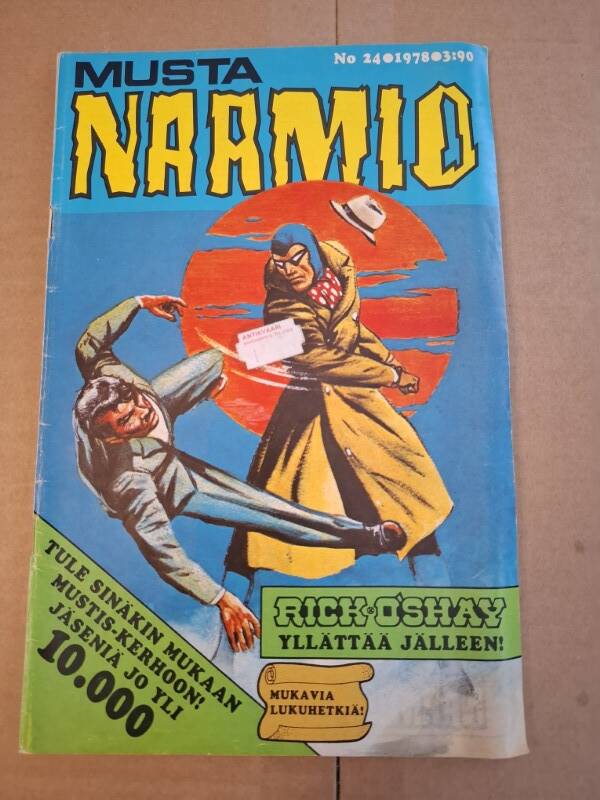 No 24●1978●3:90
MUSTA
NAAMIO
ANTIKVAARI
TULE SINÄKIN MUKAAN
MUSTIS-KERHOON!
JÄSENIÄ JO YLI
10.000
RICK O'SHAY
YLLÄTTÄÄ JÄLLEEN!
MUKAVIA
LUKUHETKIÄ!